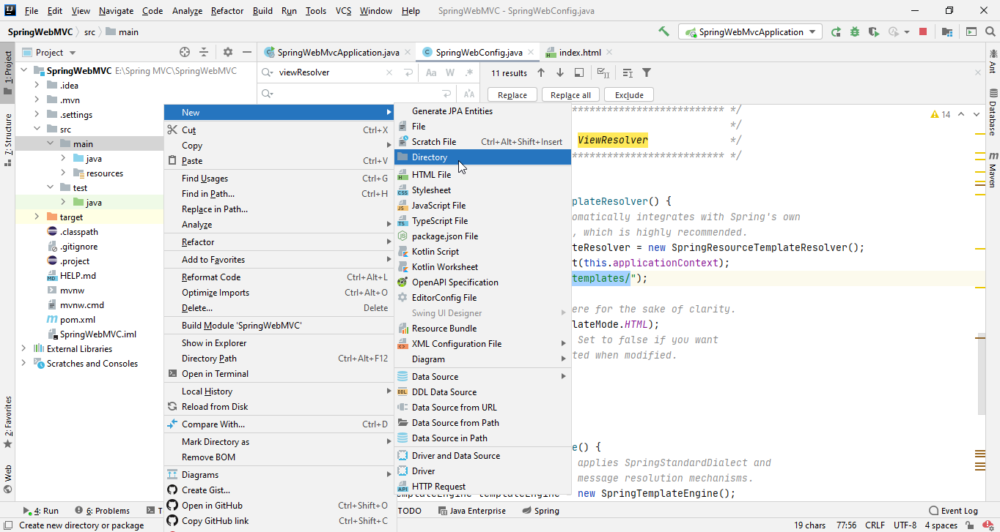 File Edit View Navigate Code Analyze Refactor Build Run Tools VCS Window Help SpringWebMVC - SpringWebConfig.java
SpringWebMVC src main SpringWebMvcApplication
Project SpringWebMvcApplication.java SpringWebConfig.java index.html
1: Project
Z: Structure
2: Favorites
Web
SpringWebMVC E:\Spring MVC\SpringWebMVC
.idea
.mvn
.settings
src
main
java
resources
test
java
target
.classpath
.gitignore
.project
HELP.md
mvnw
mvnw.cmd
pom.xml
SpringWebMVC.iml
External Libraries
Scratches and Consoles
viewResolver Aa W .* 11 results
Replace Replace all Exclude
New
Cut Ctrl+X
Copy
Paste Ctrl+V
Find Usages Ctrl+G
Find in Path... Ctrl+H
Replace in Path...
Analyze
Refactor
Add to Favorites
Reformat Code Ctrl+Alt+L
Optimize Imports Ctrl+Alt+O
Delete... Delete
Build Module 'SpringWebMVC'
Show in Explorer
Directory Path Ctrl+Alt+F12
Open in Terminal
Local History
Reload from Disk
Compare With... Ctrl+D
Mark Directory as
Remove BOM
Diagrams
Create Gist...
Open in GitHub Ctrl+Shift+O
Copy GitHub link Ctrl+Shift+C
Generate JPA Entities
File
Scratch File Ctrl+Alt+Shift+Insert
Directory
HTML File
Stylesheet
JavaScript File
TypeScript File
package.json File
Kotlin Script
Kotlin Worksheet
OpenAPI Specification
EditorConfig File
Swing UI Designer
Resource Bundle
XML Configuration File
Diagram
Data Source
DDL Data Source
Data Source from URL
Data Source from Path
Data Source in Path
Driver and Data Source
Driver
HTTP Request
************************** */
*/
ViewResolver */
************************** */
14
plateResolver() {
omatically integrates with Spring's own
, which is highly recommended.
teResolver = new SpringResourceTemplateResolver();
t(this.applicationContext);
templates/");
ere for the sake of clarity.
lateMode.HTML);
Set to false if you want
ted when modified.
e() {
applies SpringStandardDialect and
message resolution mechanisms.
new SpringTemplateEngine();
Ant
Database
Maven
4: Run 6: Problems T TODO Java Enterprise Spring Event Log
Create new directory or package 19 chars 77:56 CRLF UTF-8 4 spaces